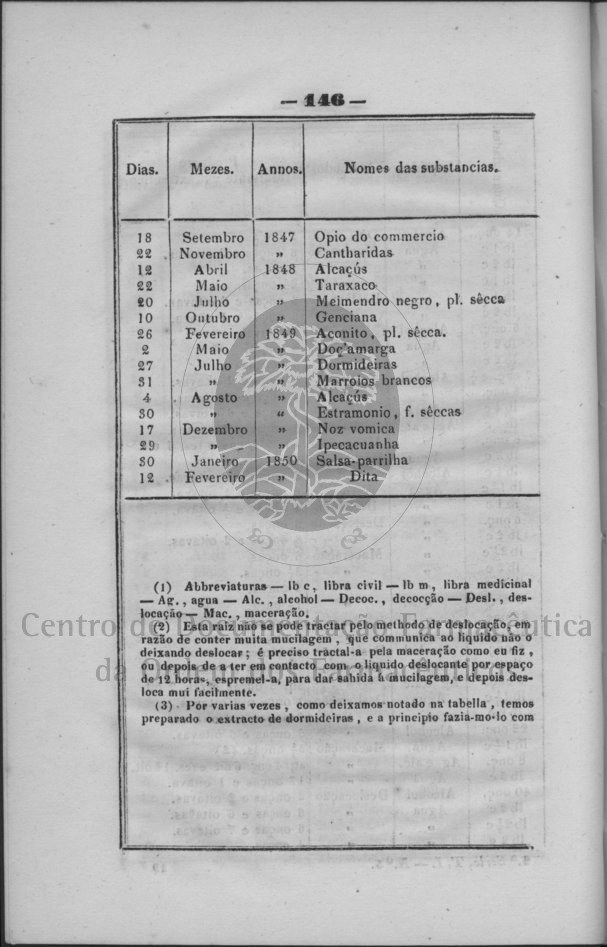 — 146 —
Dias. Mezes. Annos. Nomes das substancias.
18 Setembro 1847 Opio do commercio
22 Novembro „ Cantharidas
12 Abril 1848 Alcaçús
22 Maio „ Taraxaco
20 Julho „ Meimendro negro, pl. sêcca
10 Outubro „ Genciana
26 Fevereiro 1849 Aconito, pl. sêcca.
2 Maio „ Doç'amarga
27 Julho „ Dormideiras
31 „ „ Marroios brancos
4 Agosto „ Alcaçús
30 „ „ Estramonio, f. sêccas
17 Dezembro „ Noz vomica
29 „ „ Ipecacuanha
30 Janeiro 1850 Salsa-parrilha
12 Fevereiro „ Dita
(1) Abbreviaturas — lb c, libra civil — lb m, libra medicinal
— Ag., agua — Alc., alcohol — Decoc., decocção — Desl., des-
locação — Mac., maceração.
(2) Esta raiz não se pode tractar pelo methodo de deslocação, em
razão de conter muita mucilagem, que communica ao liquido não o
deixando deslocar; é preciso tractal-a pela maceração como eu fiz,
ou depois de a ter em contacto com o liquido deslocante por espaço
de 12 horas, espremel-a, para dar sahida á mucilagem, e depois des-
loca mui facilmente.
(3) Por varias vezes, como deixamos notado na tabella, temos
preparado o extracto de dormideiras, e a principio fazia-mo-lo com